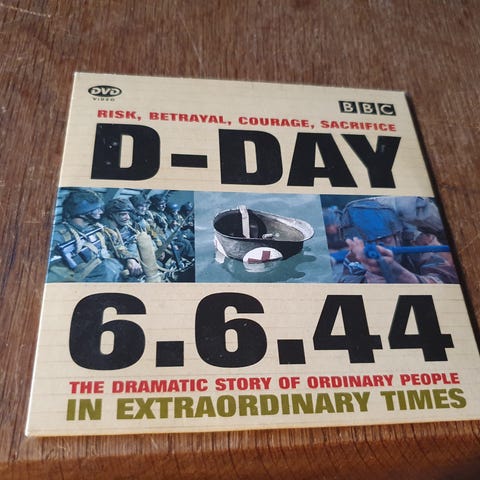 DVD
VIDEO
BBC
RISK, BETRAYAL, COURAGE, SACRIFICE
D-DAY
6.6.44
THE DRAMATIC STORY OF ORDINARY PEOPLE
IN EXTRAORDINARY TIMES